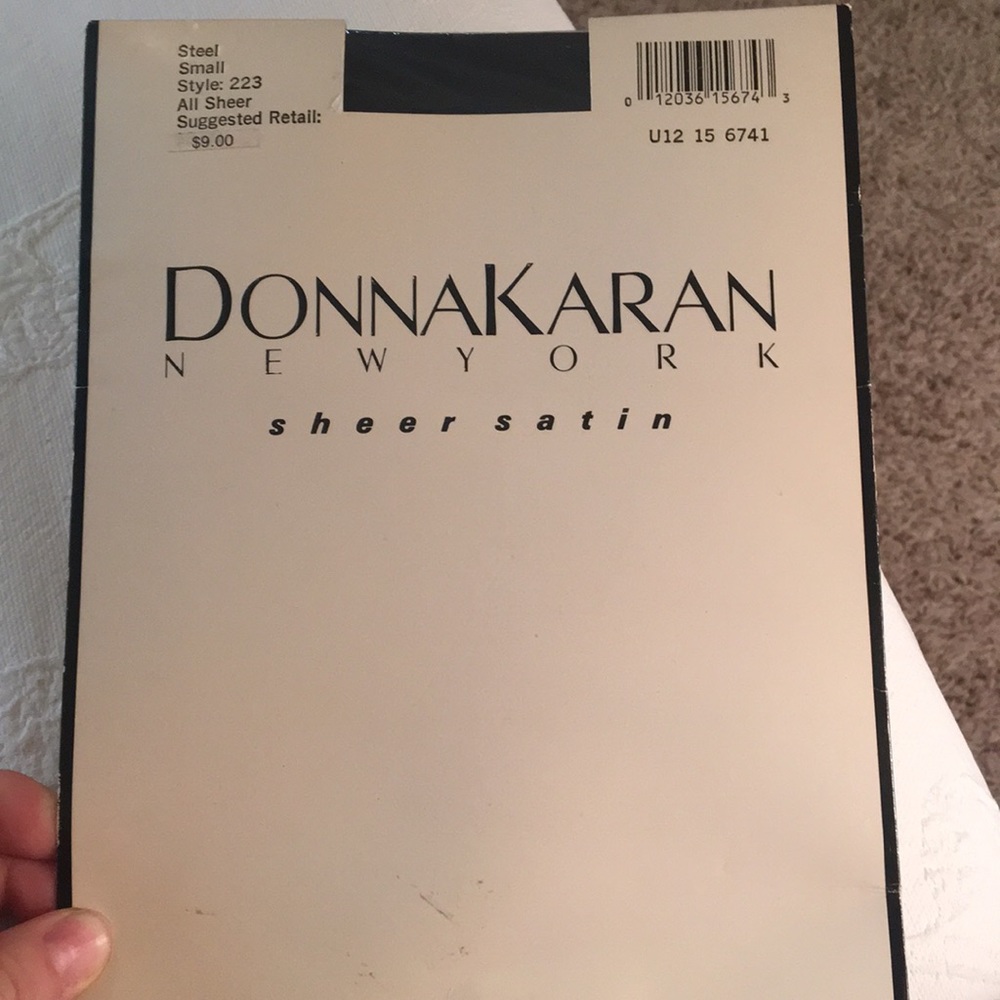 Steel
Small
Style: 223
All Sheer
Suggested Retail:
$9.00
0 12036 15674 3
U12 15 6741
DONNAKARAN
NEW YORK
sheer satin